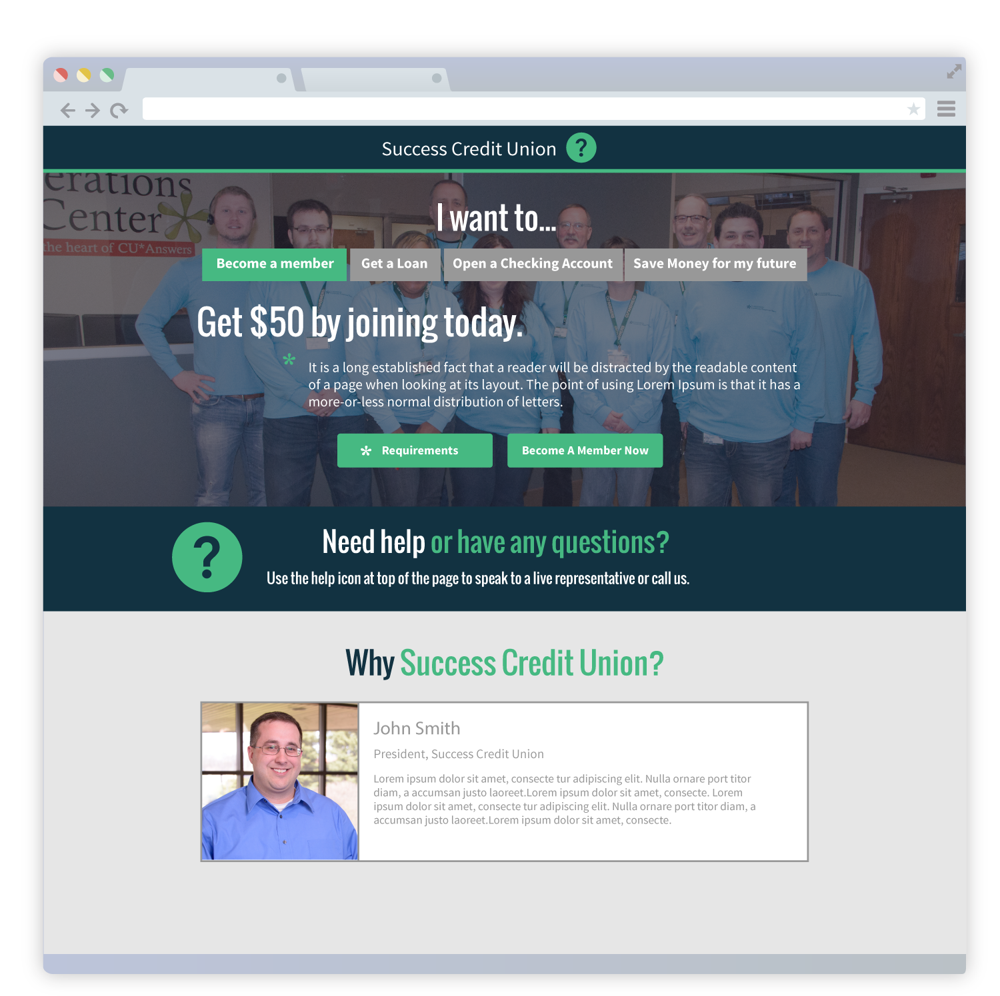 Success Credit Union ?
erations
Center
the heart of CU*Answers
I want to...
Become a member
Get a Loan
Open a Checking Account
Save Money for my future
Get $50 by joining today.
* It is a long established fact that a reader will be distracted by the readable content
of a page when looking at its layout. The point of using Lorem Ipsum is that it has a
more-or-less normal distribution of letters.
* Requirements
Become A Member Now
?
Need help or have any questions?
Use the help icon at top of the page to speak to a live representative or call us.
Why Success Credit Union?
John Smith
President, Success Credit Union
Lorem ipsum dolor sit amet, consecte tur adipiscing elit. Nulla ornare port titor
diam, a accumsan justo laoreet.Lorem ipsum dolor sit amet, consecte. Lorem
ipsum dolor sit amet, consecte tur adipiscing elit. Nulla ornare port titor diam, a
accumsan justo laoreet.Lorem ipsum dolor sit amet, consecte.